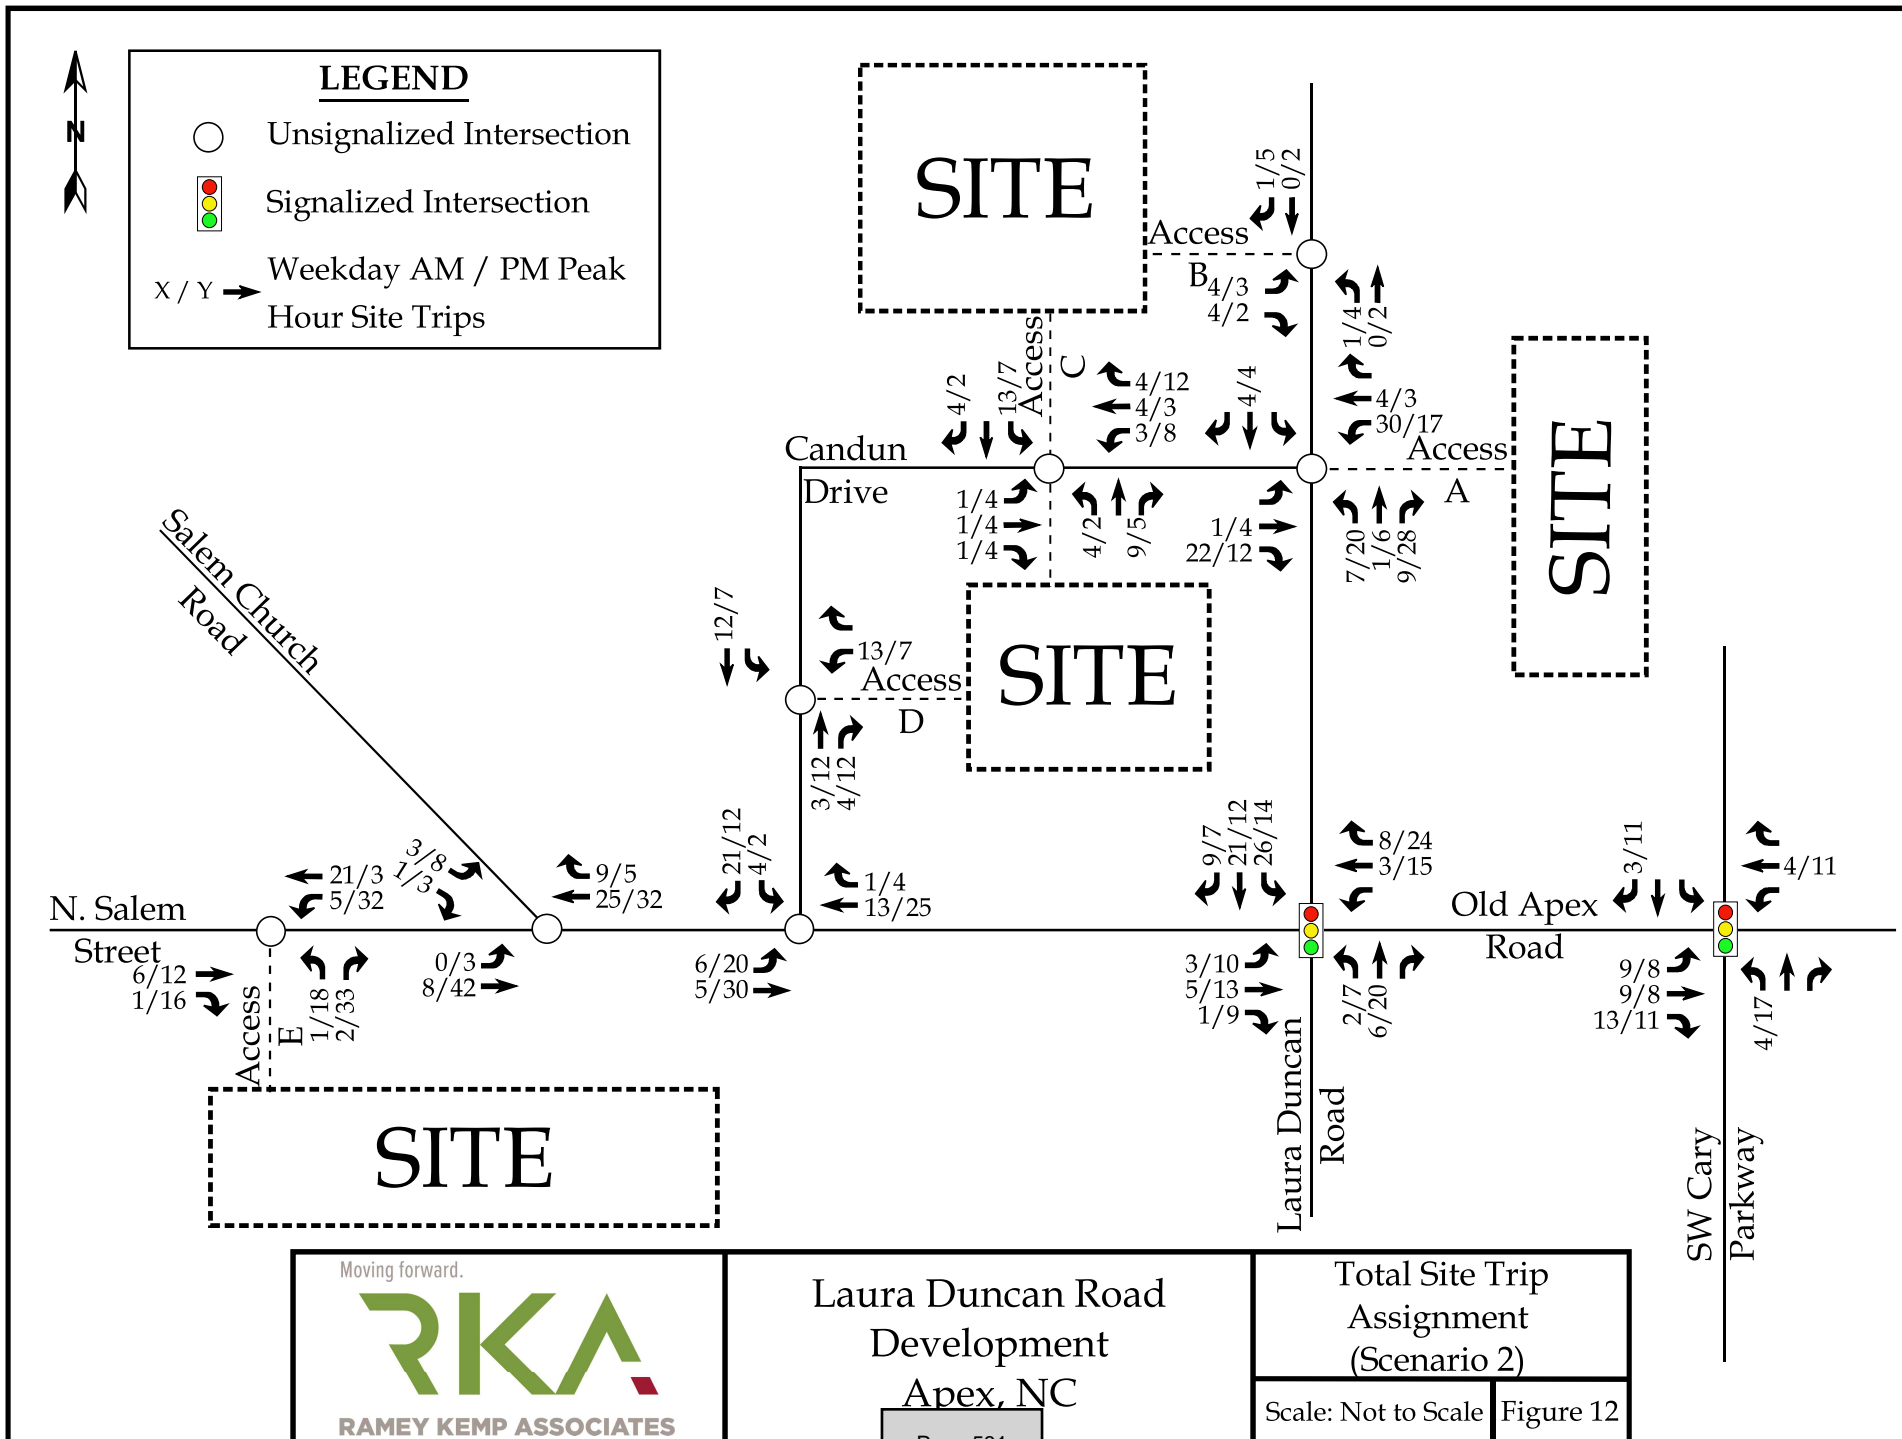 N
LEGEND
Unsignalized Intersection
Signalized Intersection
X / Y
Weekday AM / PM Peak
Hour Site Trips
SITE
1/5
0/2
Access
B
4/3
4/2
1/4
0/2
Access
C
4/2
13/7
4/12
4/3
3/8
4/4
4/3
30/17
Access
A
SITE
Candun
Drive
1/4
1/4
1/4
4/2
9/5
1/4
22/12
7/20
1/6
9/28
Salem Church
Road
12/7
13/7
Access
D
SITE
3/12
4/12
N. Salem
Street
21/3
5/32
3/8
1/3
9/5
25/32
21/12
4/2
1/4
13/25
9/7
21/12
26/14
8/24
3/15
Old Apex
Road
3/11
4/11
6/12
1/16
Access
E
1/18
2/33
0/3
8/42
6/20
5/30
3/10
5/13
1/9
2/7
6/20
9/8
9/8
13/11
4/17
Laura Duncan
Road
SW Cary
Parkway
SITE
Moving forward.
RKA
RAMEY KEMP ASSOCIATES
Laura Duncan Road
Development
Apex, NC
Total Site Trip
Assignment
(Scenario 2)
Scale: Not to Scale
Figure 12